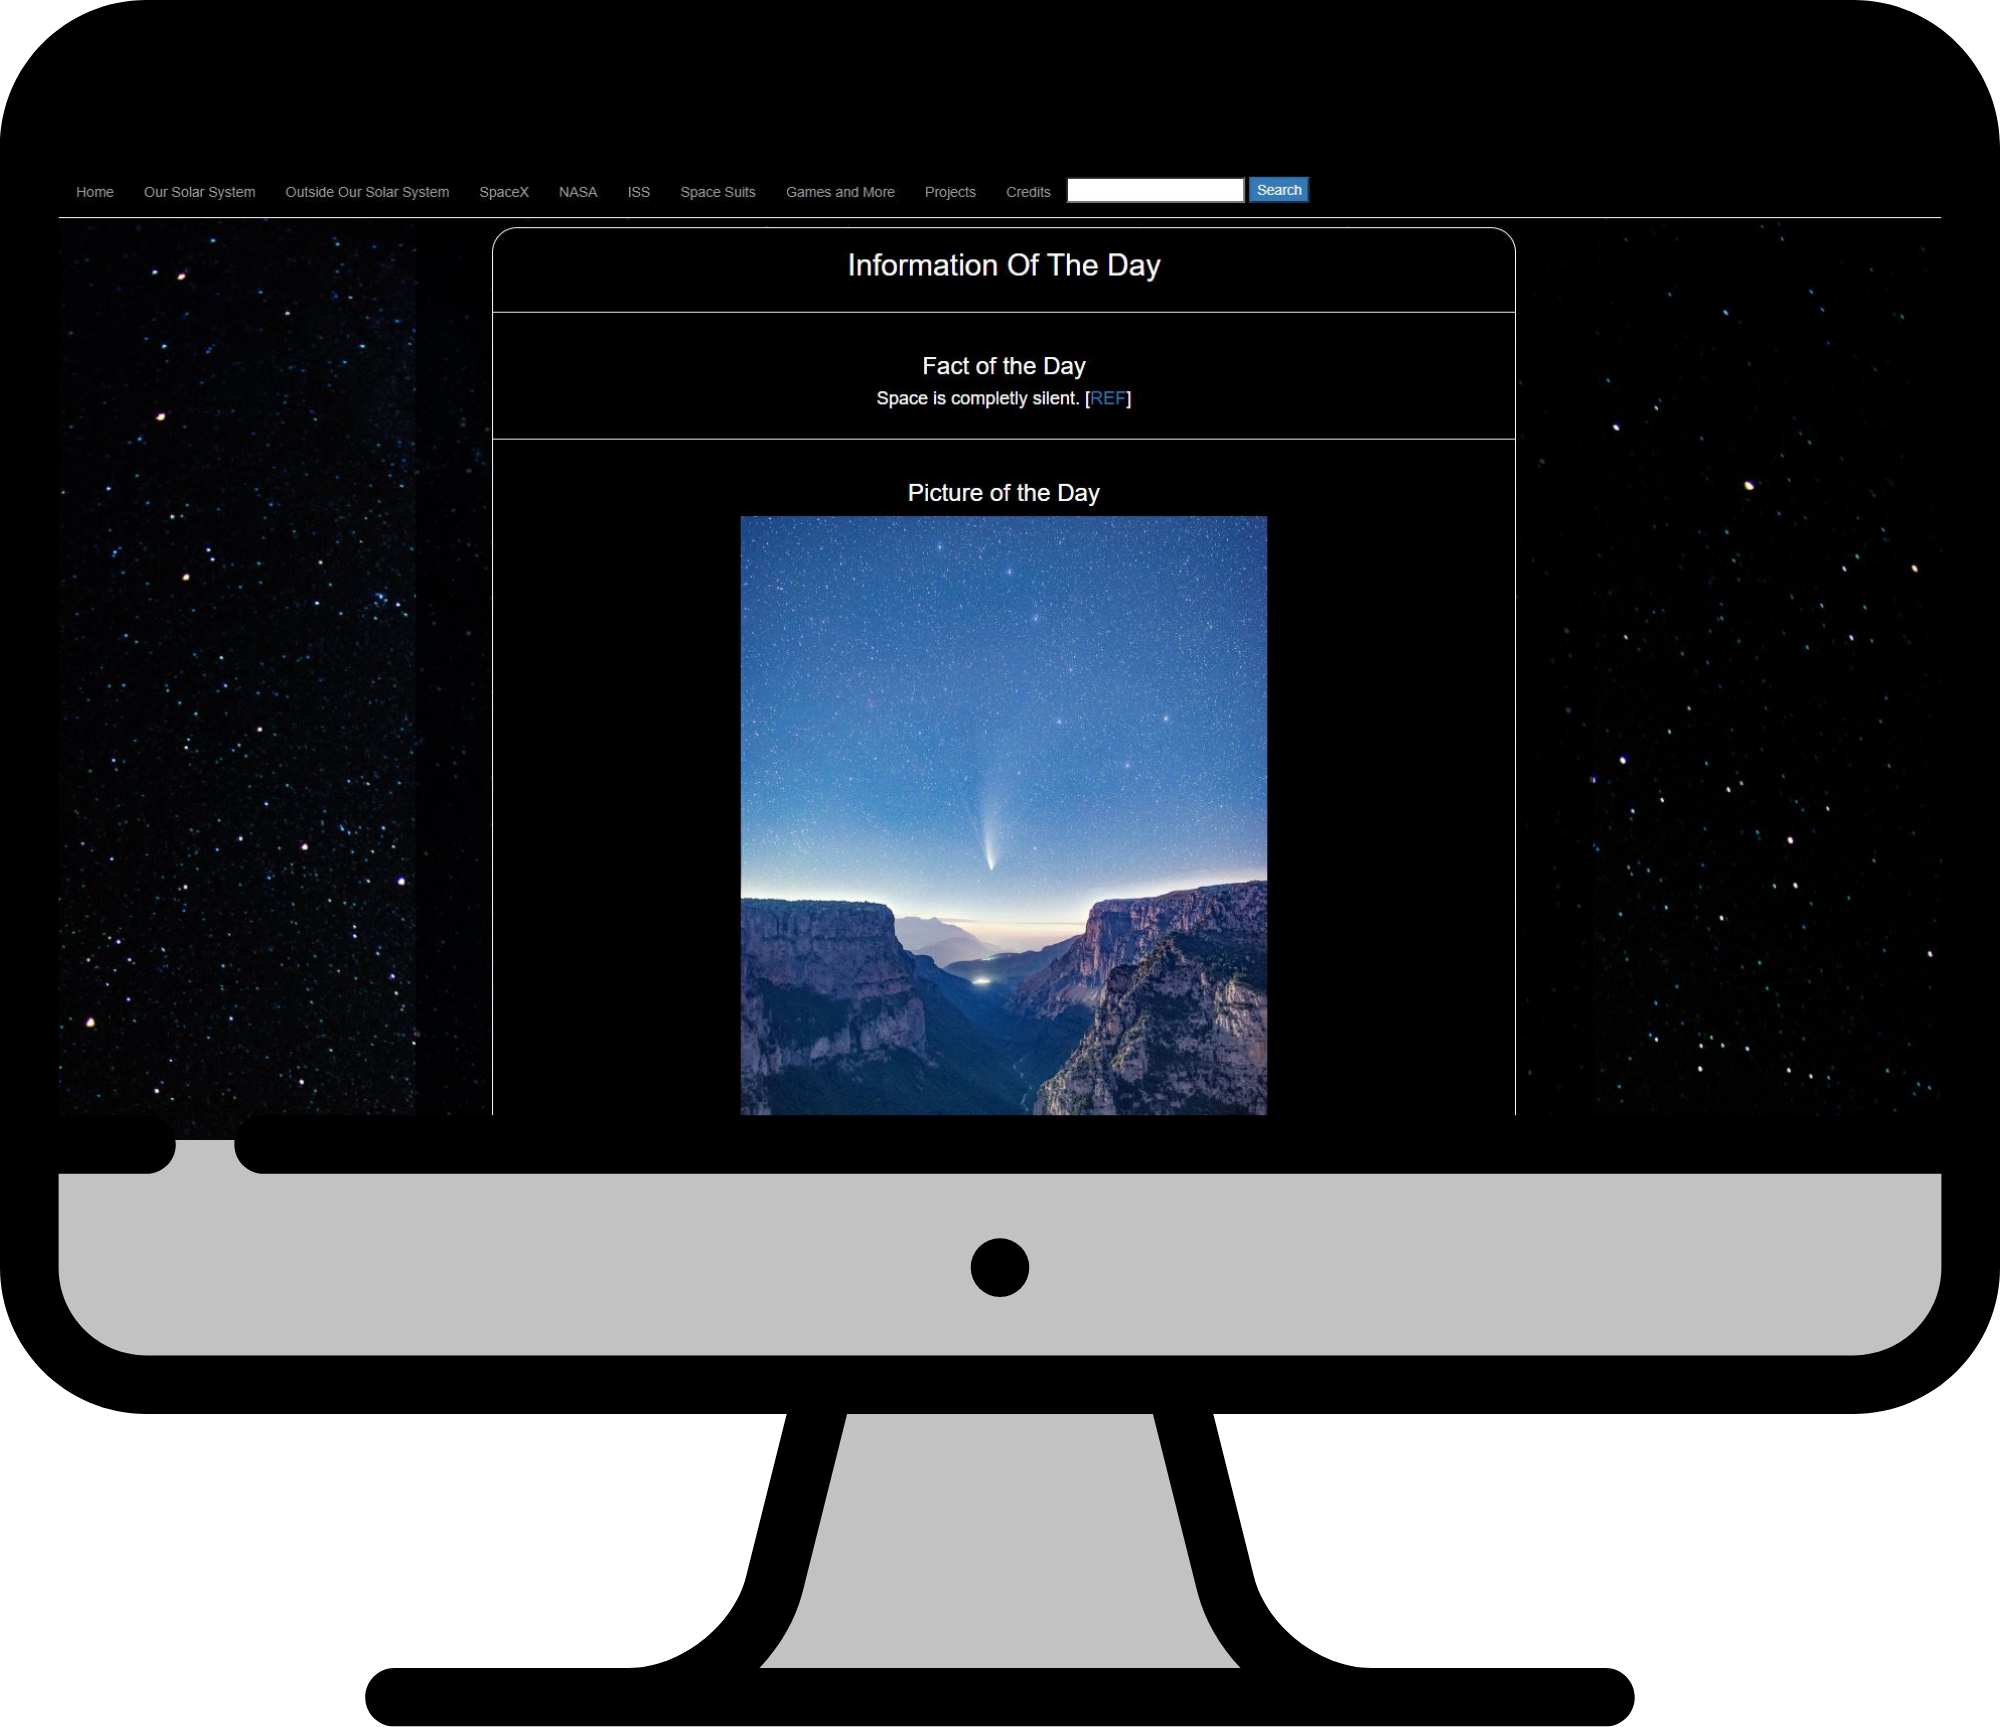 Home Our Solar System Outside Our Solar System SpaceX NASA ISS Space Suits Games and More Projects Credits Search
Information Of The Day
Fact of the Day
Space is completly silent. [REF]
Picture of the Day